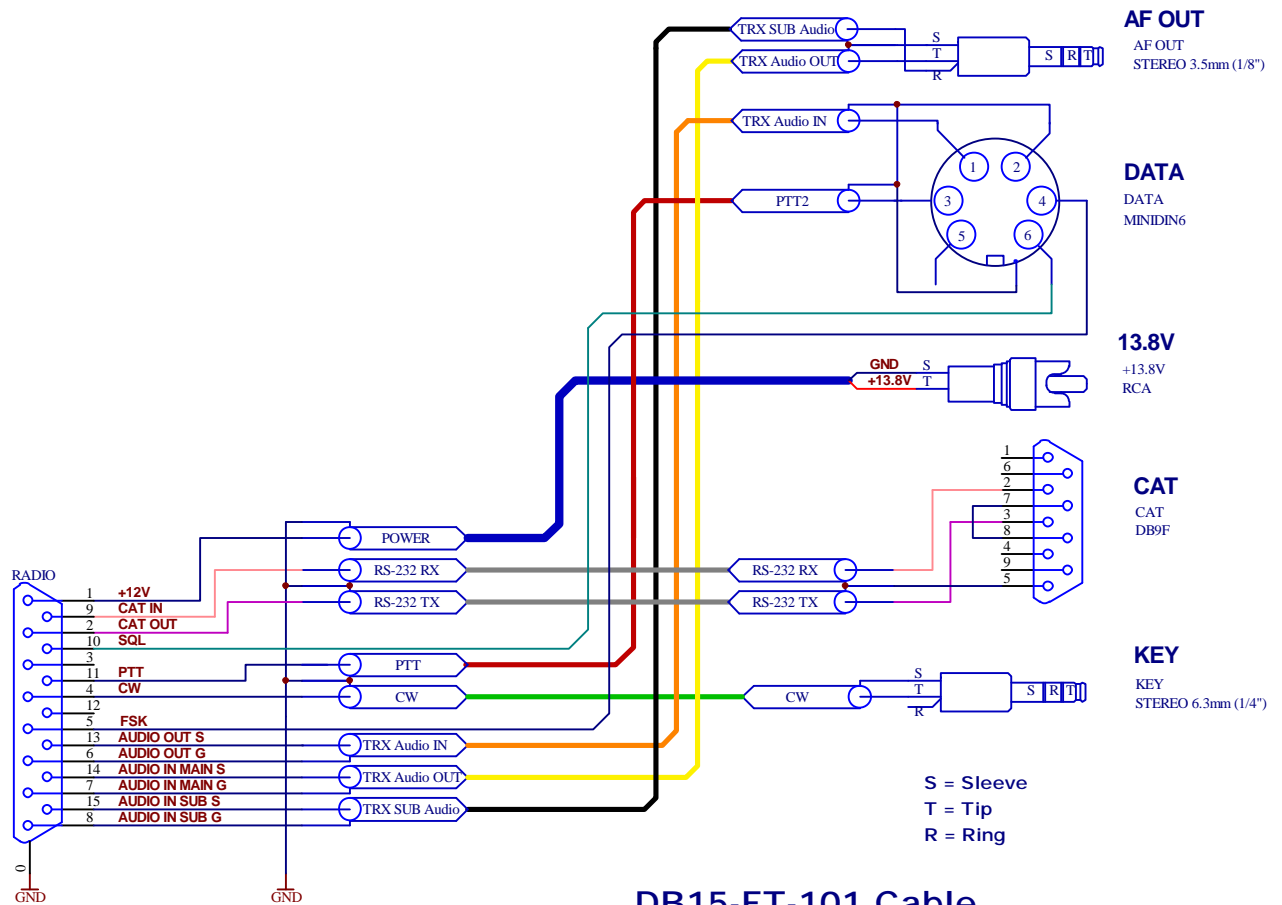 TRX SUB Audio
S
T
R
S R T
AF OUT
AF OUT
STEREO 3.5mm (1/8")
TRX Audio OUT
TRX Audio IN
PTT2
1
2
3
4
5
6
DATA
DATA
MINIDIN6
GND S
+13.8V T
13.8V
+13.8V
RCA
1
6
2
7
3
8
4
9
5
CAT
CAT
DB9F
POWER
RS-232 RX
RS-232 TX
RS-232 RX
RS-232 TX
RADIO
1 +12V
9 CAT IN
2 CAT OUT
10 SQL
3
11 PTT
4 CW
12
5 FSK
13 AUDIO OUT S
6 AUDIO OUT G
14 AUDIO IN MAIN S
7 AUDIO IN MAIN G
15 AUDIO IN SUB S
8 AUDIO IN SUB G
0
GND
GND
PTT
CW
TRX Audio IN
TRX Audio OUT
TRX SUB Audio
CW
S
T
R
S R T
KEY
KEY
STEREO 6.3mm (1/4")
S = Sleeve
T = Tip
R = Ring
DB15-FT-101 Cable